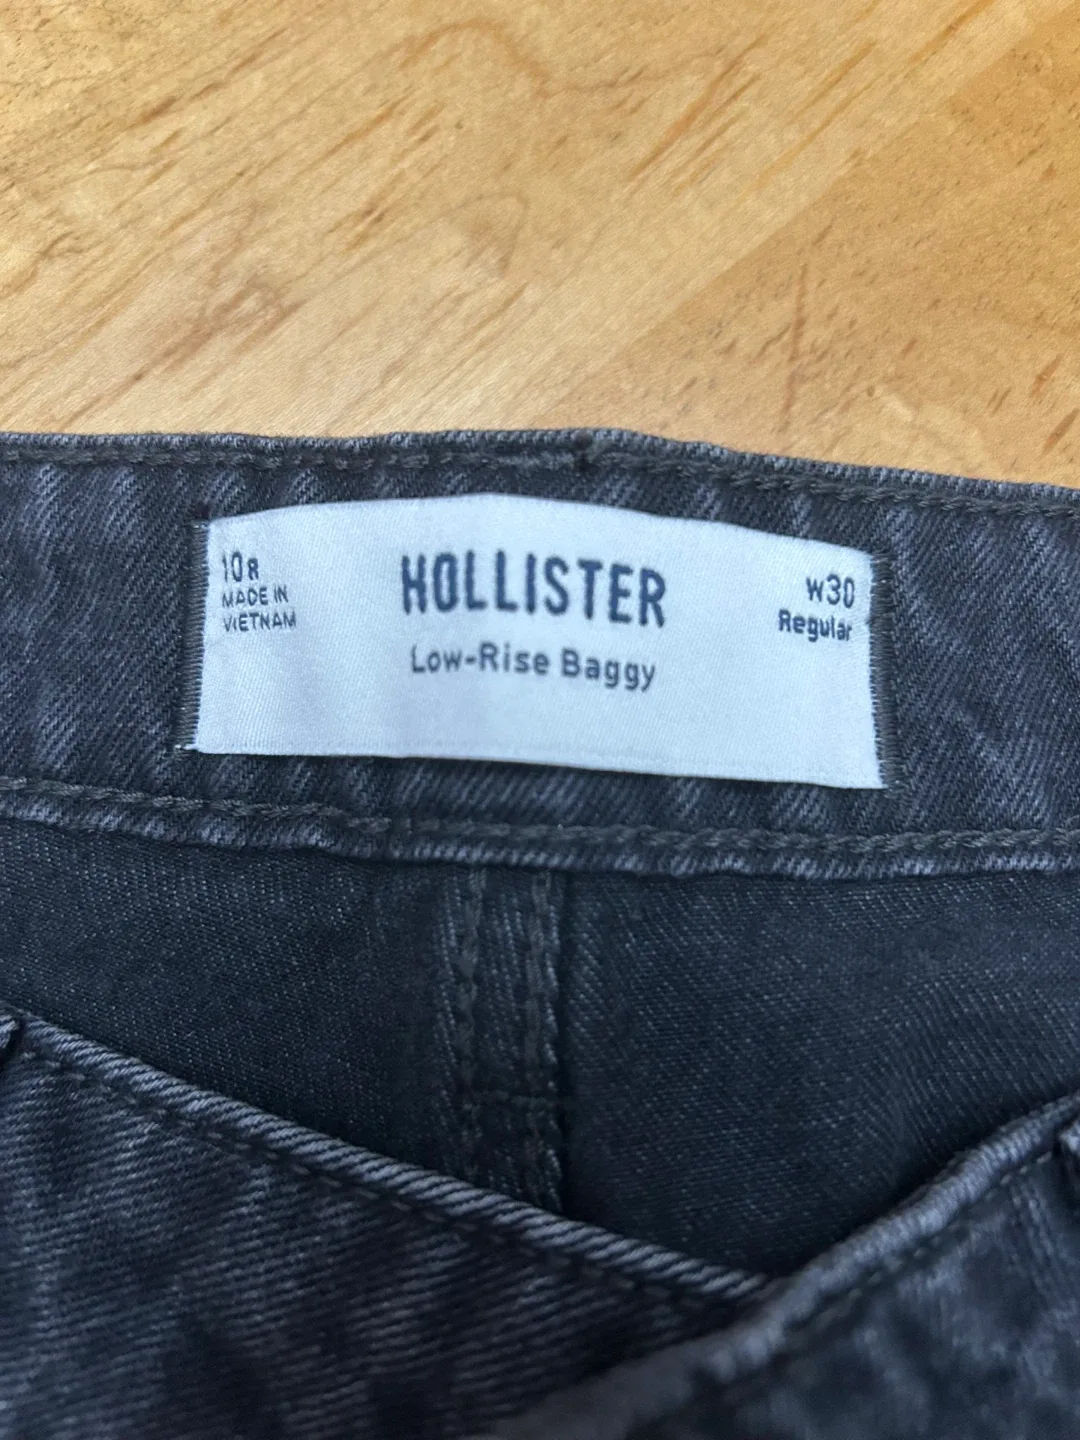 10R
MADE IN
VIETNAM
HOLLISTER
Low-Rise Baggy
W30
Regular